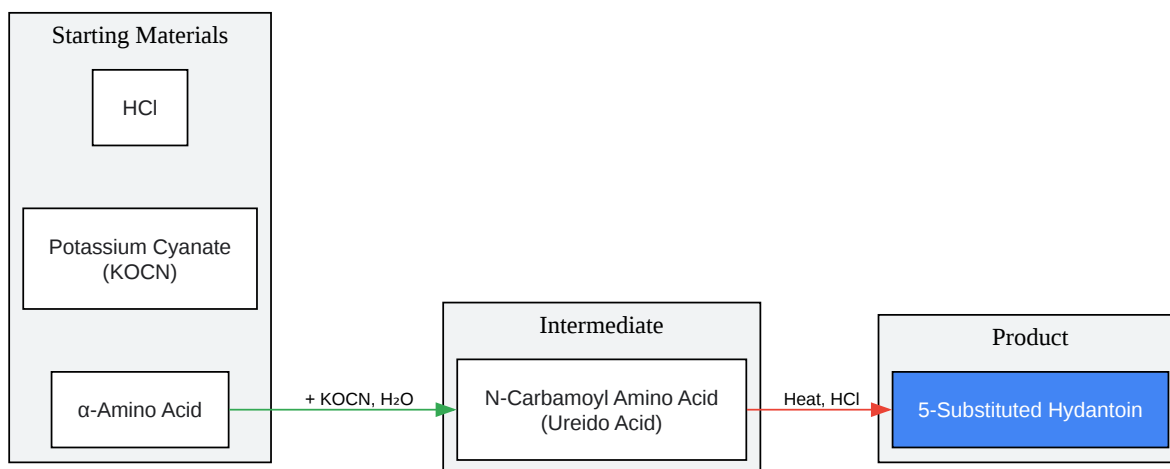 Starting Materials
HCl
Potassium Cyanate
(KOCN)
α-Amino Acid
+ KOCN, H₂O
Intermediate
N-Carbamoyl Amino Acid
(Ureido Acid)
Heat, HCl
Product
5-Substituted Hydantoin